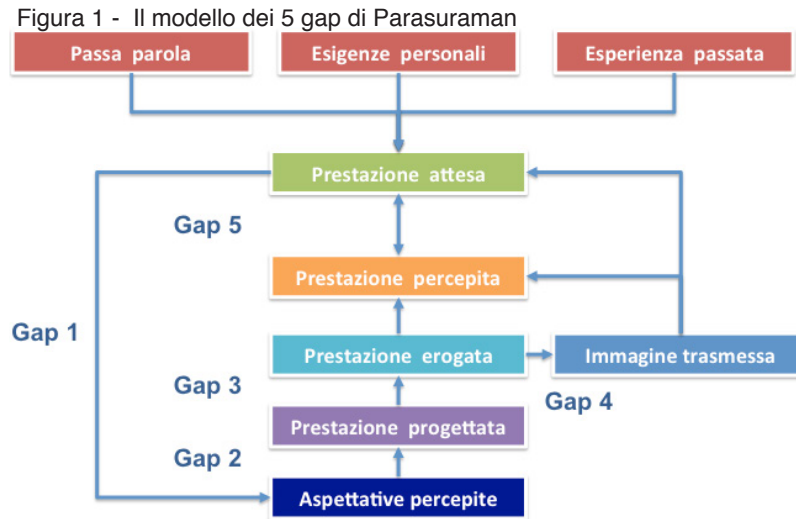 Figura 1 - Il modello dei 5 gap di Parasuraman
Passa parola
Esigenze personali
Esperienza passata
Prestazione attesa
Gap 5
Prestazione percepita
Gap 1
Prestazione erogata
Immagine trasmessa
Gap 3
Gap 4
Prestazione progettata
Gap 2
Aspettative percepite